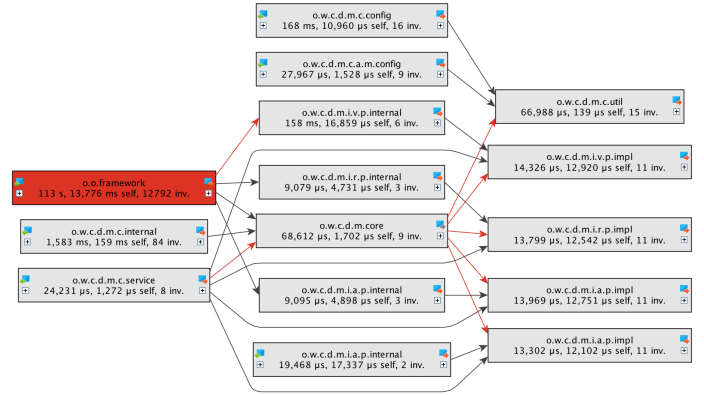 o.w.c.d.m.c.config
168 ms, 10,960 µs self, 16 inv.
o.w.c.d.m.c.a.m.config
27,967 µs, 1,528 µs self, 9 inv.
o.w.c.d.m.c.util
66,988 µs, 139 µs self, 15 inv.
o.w.c.d.m.i.v.p.internal
158 ms, 16,859 µs self, 6 inv.
o.w.c.d.m.i.v.p.impl
14,326 µs, 12,920 µs self, 11 inv.
o.o.framework
113 s, 13,776 ms self, 12792 inv.
o.w.c.d.m.i.r.p.internal
9,079 µs, 4,731 µs self, 3 inv.
o.w.c.d.m.c.internal
1,583 ms, 159 ms self, 84 inv.
o.w.c.d.m.core
68,612 µs, 1,702 µs self, 9 inv.
o.w.c.d.m.i.r.p.impl
13,799 µs, 12,542 µs self, 11 inv.
o.w.c.d.m.c.service
24,231 µs, 1,272 µs self, 8 inv.
o.w.c.d.m.i.a.p.internal
9,095 µs, 4,898 µs self, 3 inv.
o.w.c.d.m.i.a.p.impl
13,969 µs, 12,751 µs self, 11 inv.
o.w.c.d.m.i.a.p.internal
19,468 µs, 17,337 µs self, 2 inv.
o.w.c.d.m.i.a.p.impl
13,302 µs, 12,102 µs self, 11 inv.